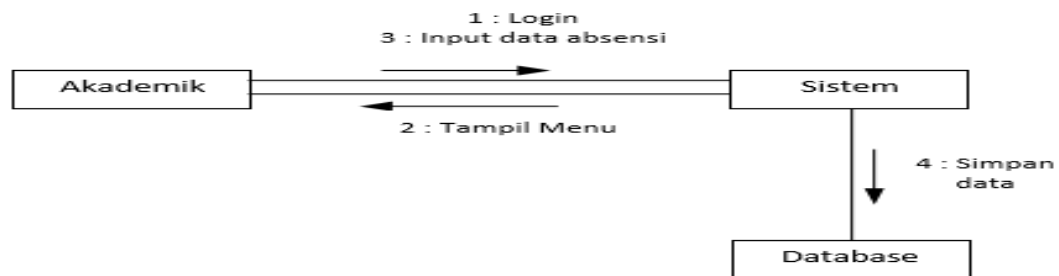 1 : Login
3 : Input data absensi
Akademik
Sistem
2 : Tampil Menu
4 : Simpan
data
Database